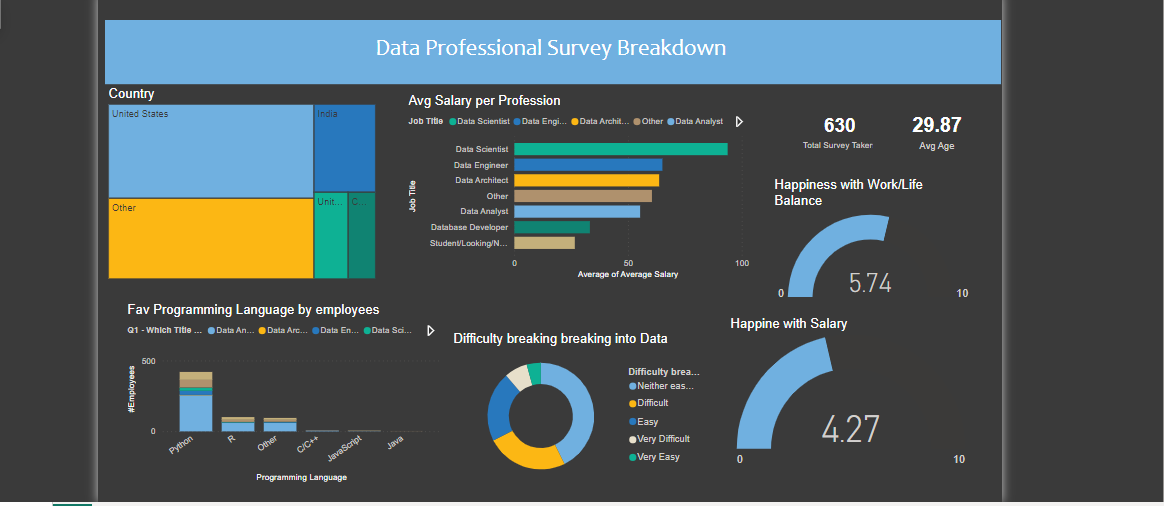 Data Professional Survey Breakdown
Country
United States
India
Other
Unit...
C...
Avg Salary per Profession
Job Title Data Scientist Data Engi... Data Archit... Other Data Analyst
Job Title
Data Scientist
Data Engineer
Data Architect
Other
Data Analyst
Database Developer
Student/Looking/N...
0 50 100
Average of Average Salary
630
Total Survey Taker
29.87
Avg Age
Happiness with Work/Life
Balance
5.74
0 10
Fav Programming Language by employees
Q1 - Which Title ... Data An... Data Arc... Data En... Data Sci...
#Employees
500
0
Python R Other C/C++ JavaScript Java
Programming Language
Difficulty breaking breaking into Data
Difficulty brea...
Neither eas...
Difficult
Easy
Very Difficult
Very Easy
Happine with Salary
4.27
0 10